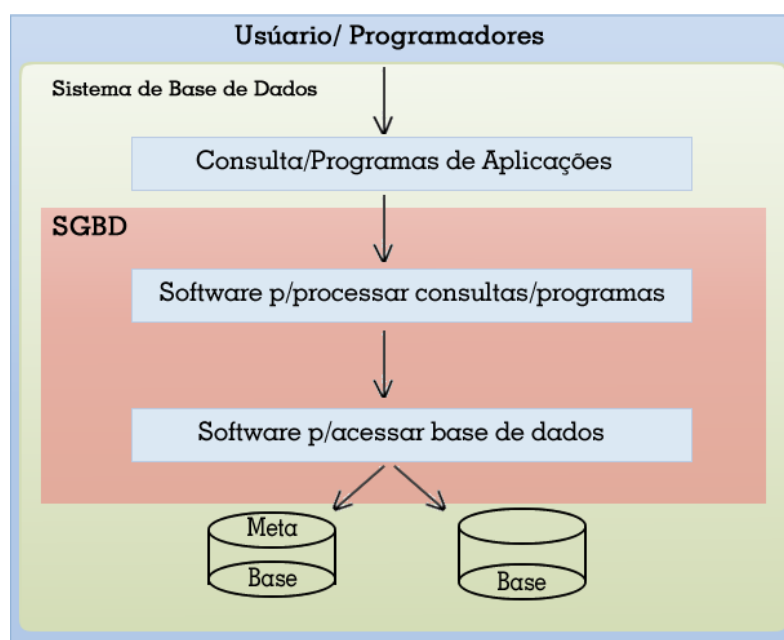 Usúario/ Programadores
Sistema de Base de Dados
Consulta/Programas de Aplicações
SGBD
Software p/processar consultas/programas
Software p/acessar base de dados
Meta
Base
Base